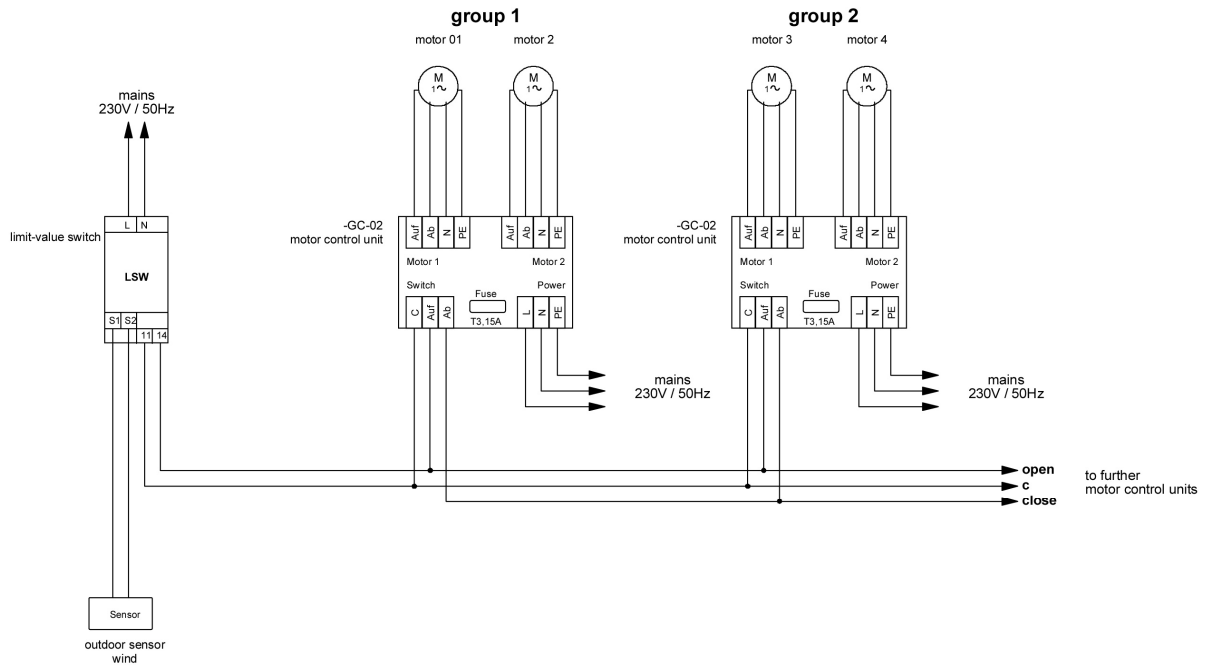 group 1
group 2
motor 01
motor 2
motor 3
motor 4
M
1~
M
1~
M
1~
M
1~
mains
230V / 50Hz
L N
limit-value switch
LSW
S1 S2
11 14
-GC-02
motor control unit
Auf Ab N PE
Auf Ab N PE
Motor 1
Motor 2
Switch
Power
Fuse
C Auf Ab
T3,15A
L N PE
mains
230V / 50Hz
-GC-02
motor control unit
Auf Ab N PE
Auf Ab N PE
Motor 1
Motor 2
Switch
Power
Fuse
C Auf Ab
T3,15A
L N PE
mains
230V / 50Hz
open
c
close
to further
motor control units
Sensor
outdoor sensor
wind